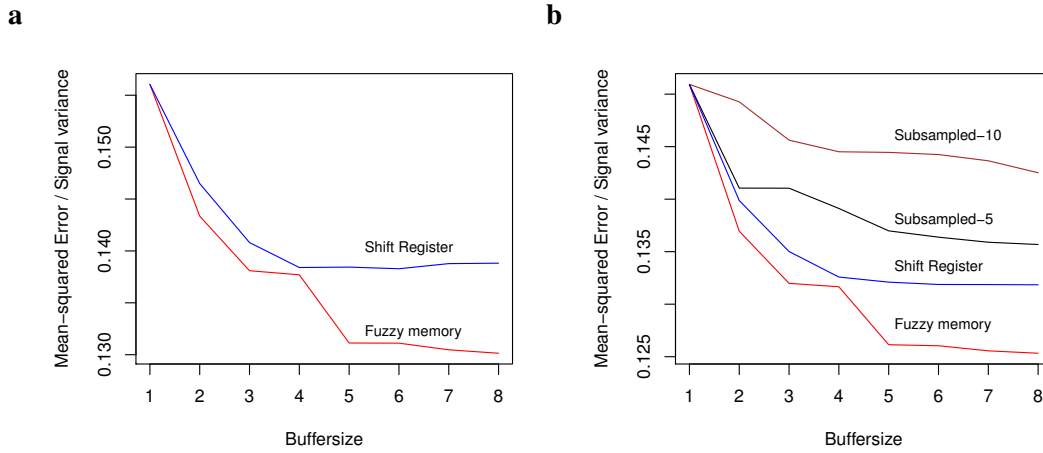 a
b
Mean−squared Error / Signal variance
0.130
0.140
0.150
Shift Register
Fuzzy memory
1 2 3 4 5 6 7 8
Buffersize
Mean−squared Error / Signal variance
0.125
0.135
0.145
Subsampled−10
Subsampled−5
Shift Register
Fuzzy memory
1 2 3 4 5 6 7 8
Buffersize